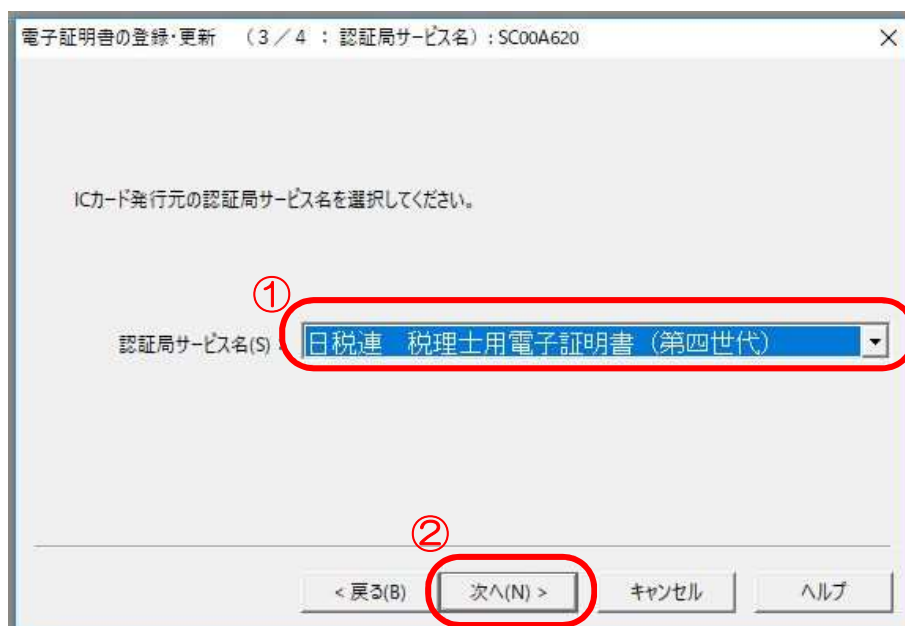 電子証明書の登録・更新 （３／４ ： 認証局サービス名）：SC00A620
ICカード発行元の認証局サービス名を選択してください。
①
認証局サービス名(S) : 日税連 税理士用電子証明書（第四世代）
②
< 戻る(B) 次へ(N) > キャンセル ヘルプ